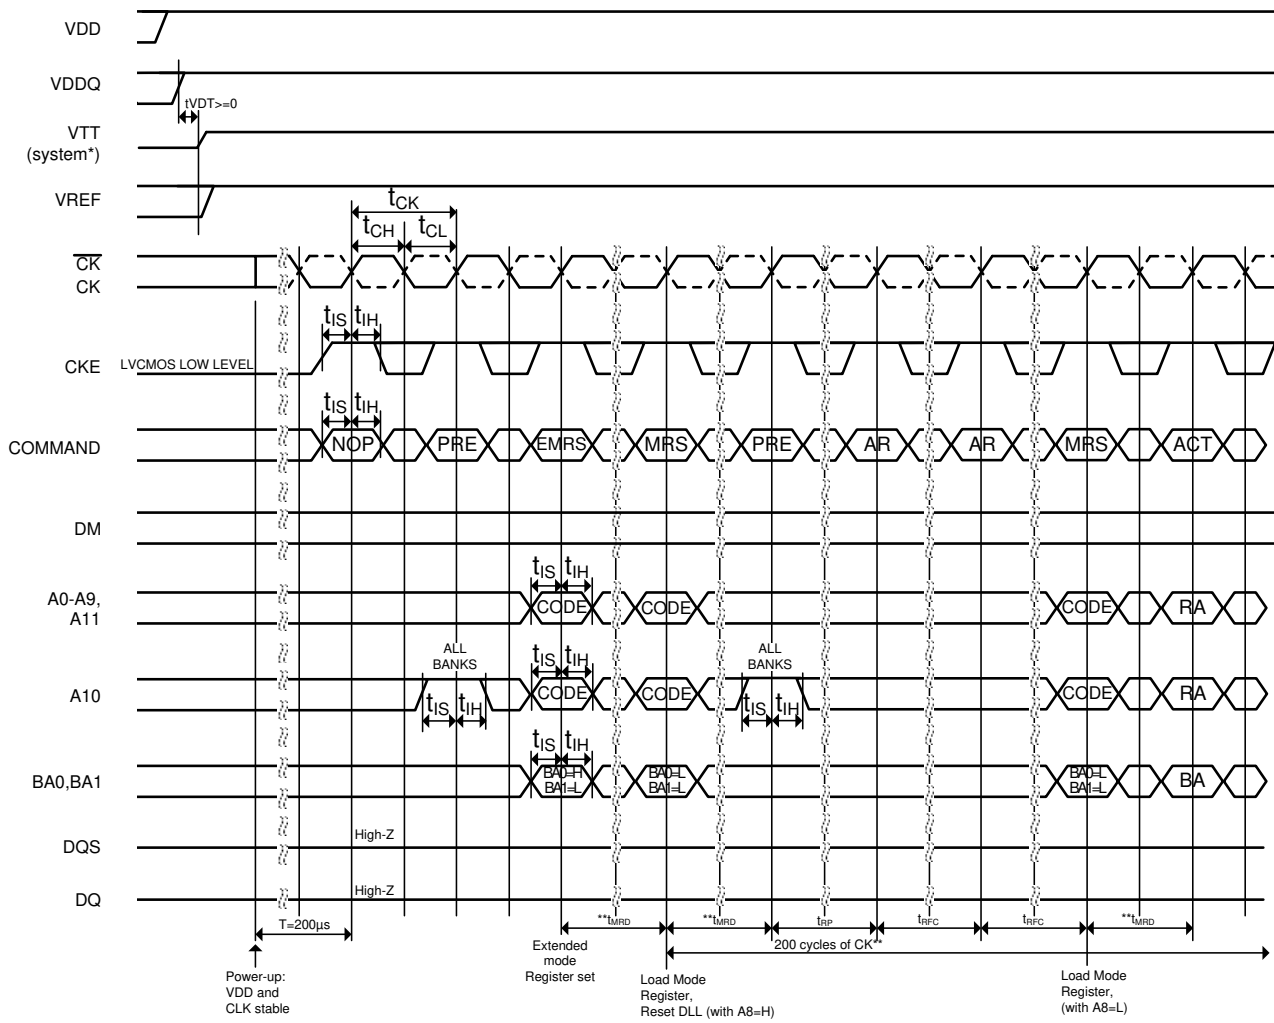 VDD
VDDQ
tVDT>=0
VTT
(system*)
VREF
tCK
tCH
tCL
CK
CK
tIS
tIH
CKE
LVCMOS LOW LEVEL
tIS
tIH
COMMAND
NOP
PRE
EMRS
MRS
PRE
AR
AR
MRS
ACT
DM
tIS
tIH
A0-A9,
A11
CODE
CODE
CODE
RA
ALL
BANKS
tIS
tIH
ALL
BANKS
A10
CODE
CODE
CODE
RA
tIS
tIH
tIS
tIH
tIS
tIH
BA0,BA1
BA0=H
BA1=L
BA0=L
BA1=L
BA0=L
BA1=L
BA
DQS
High-Z
DQ
High-Z
T=200µs
**tMRD
**tMRD
tRP
tRFC
tRFC
**tMRD
200 cycles of CK**
Power-up:
VDD and
CLK stable
Extended
mode
Register set
Load Mode
Register,
Reset DLL (with A8=H)
Load Mode
Register,
(with A8=L)